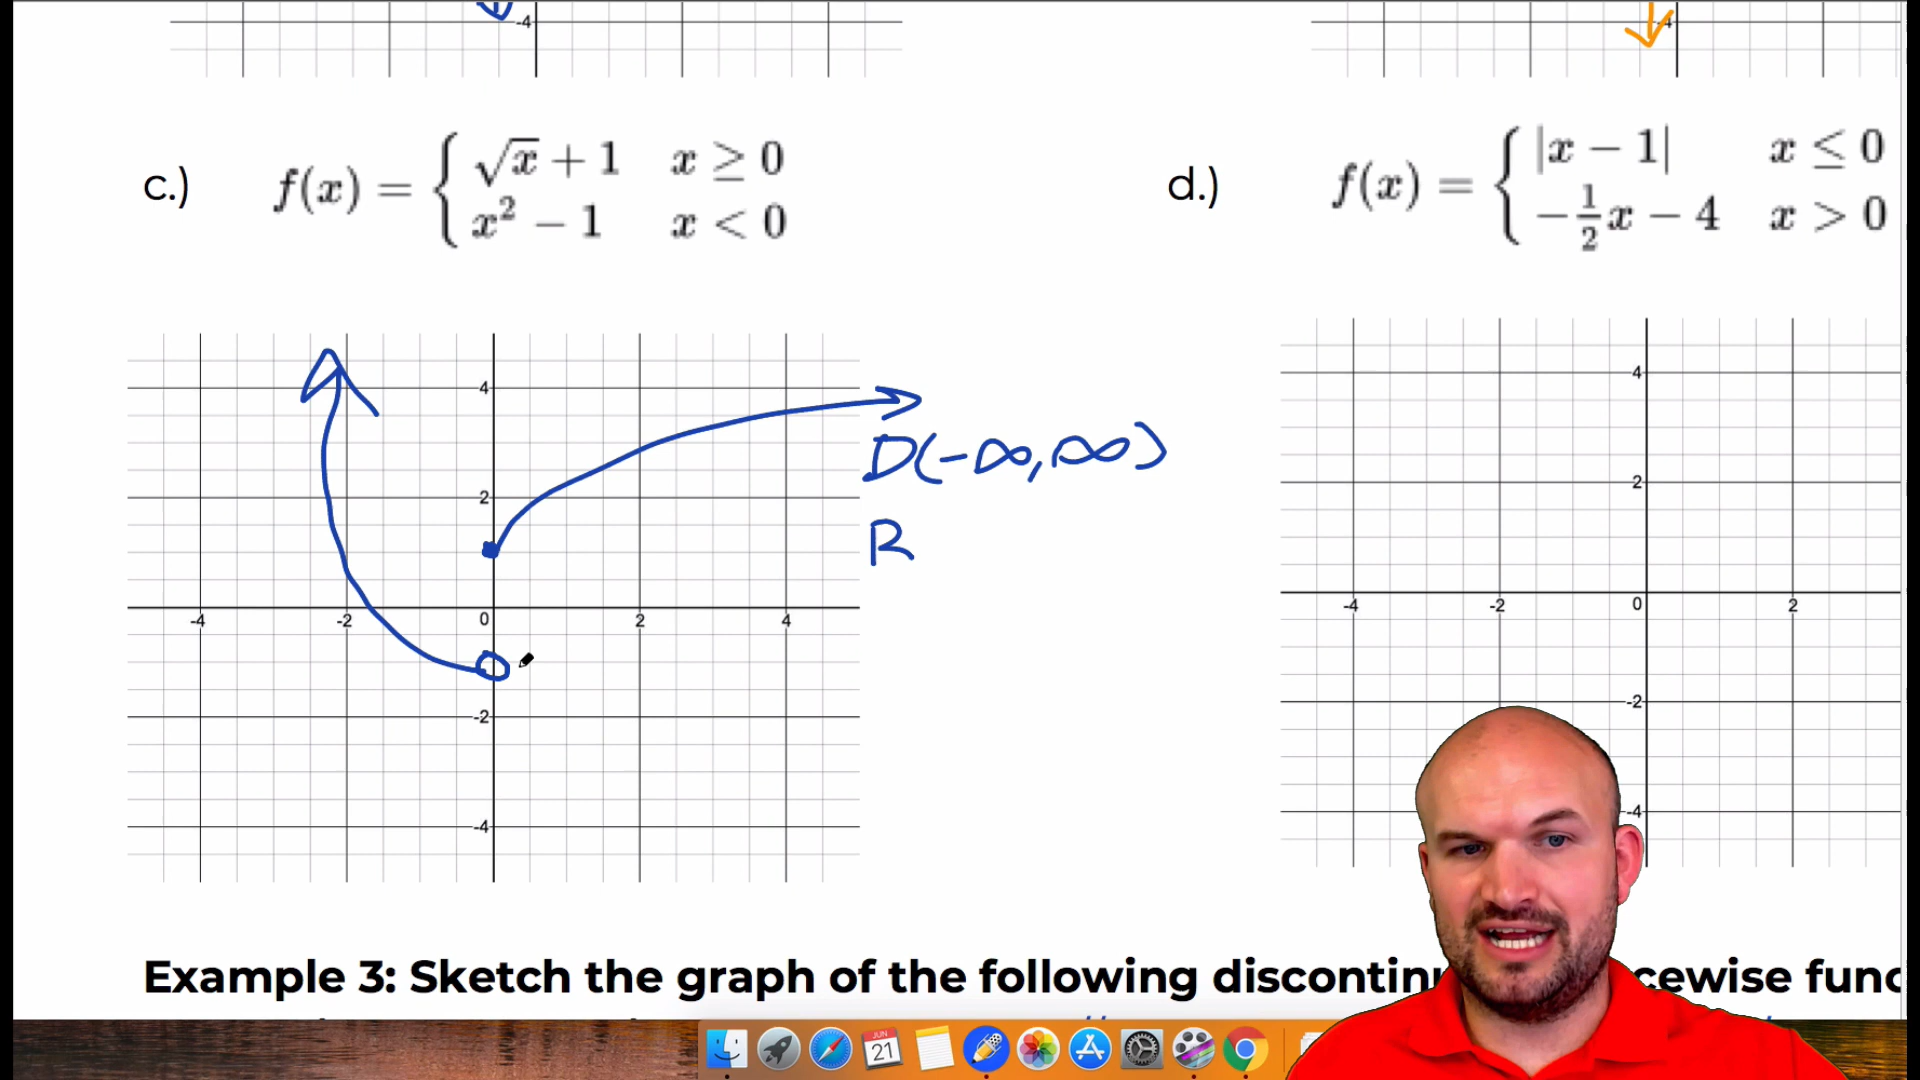 -4
-4
c.) f(x) = { √x + 1 x ≥ 0
x² − 1 x < 0
d.) f(x) = { |x − 1| x ≤ 0
−½x − 4 x > 0
4
2
-4 -2 0 2 4
-2
-4
D(-∞,∞)
R
4
2
-4 -2 0 2
-2
-4
Example 3: Sketch the graph of the following discontin cewise func
JUN
21